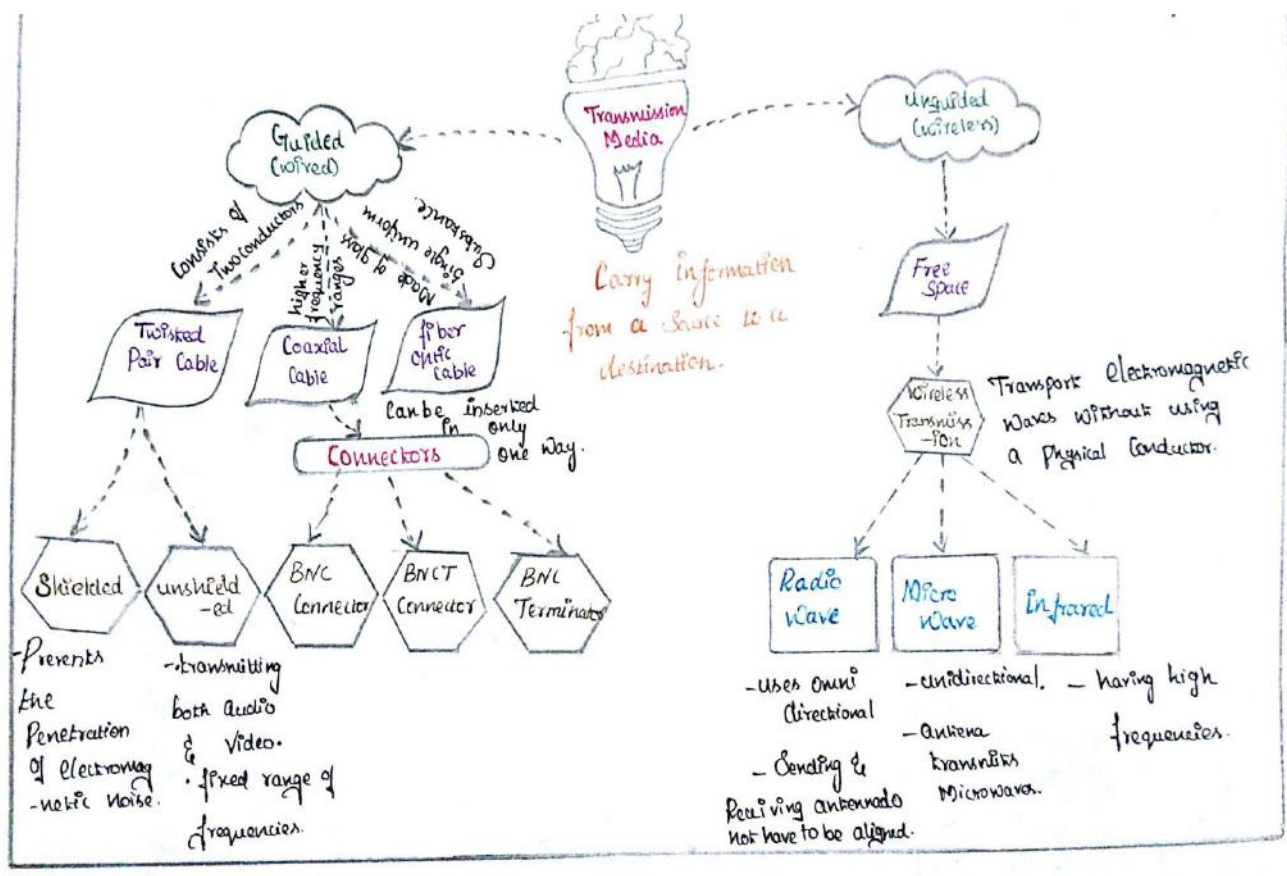 Transmission
Media
Carry information
from a Source to a
destination.
Guided
(wired)
Consists of
Two conductors
higher
frequency
ranges
Made of glass
Single uniform
Substance.
Twisted
Pair Cable
Coaxial
Cable
fiber
optic
Cable
Can be inserted
in only
one way.
Connectors
Shielded
unshield
-ed
BNC
Connector
BNCT
Connector
BNC
Terminator
-Prevents
the
Penetration
of electromag
-netic noise.
-transmitting
both audio
& video.
. fixed range of
frequencies.
Unguided
(wireless)
Free
Space
Wireless
Transmiss
-ion
Transport electromagnetic
waves without using
a physical conductor.
Radio
Wave
Micro
Wave
Infrared
-uses omni
directional
- Sending &
Receiving antennado
not have to be aligned.
-unidirectional.
-antena
transmits
Microwaves.
- having high
frequencies.